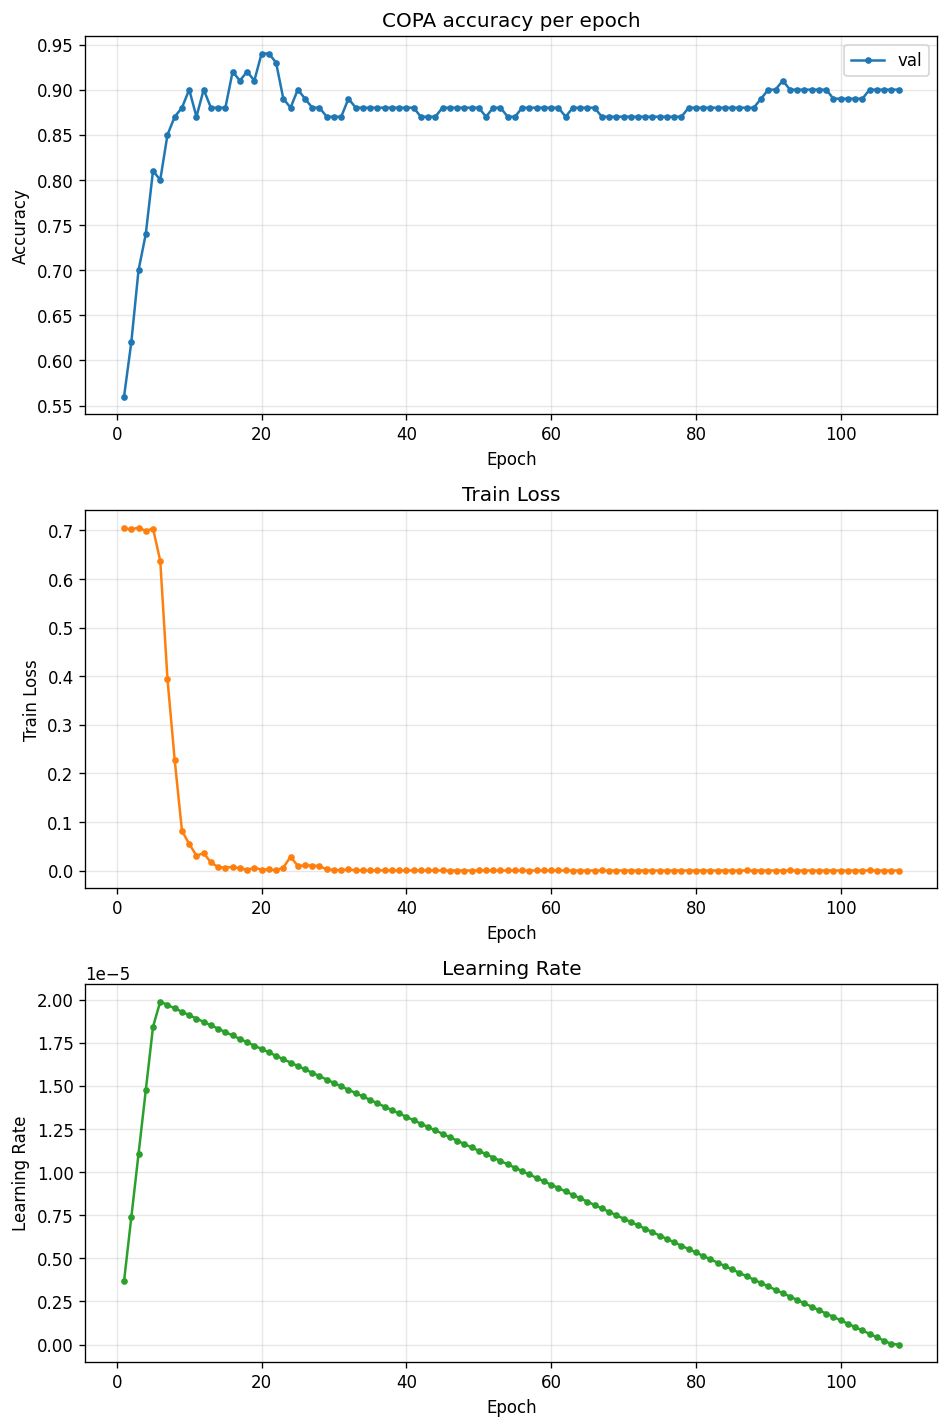 COPA accuracy per epoch
val
0.95
0.90
0.85
0.80
0.75
0.70
0.65
0.60
0.55
Accuracy
0 20 40 60 80 100
Epoch
Train Loss
0.7
0.6
0.5
0.4
0.3
0.2
0.1
0.0
Train Loss
0 20 40 60 80 100
Epoch
Learning Rate
1e−5
2.00
1.75
1.50
1.25
1.00
0.75
0.50
0.25
0.00
Learning Rate
0 20 40 60 80 100
Epoch